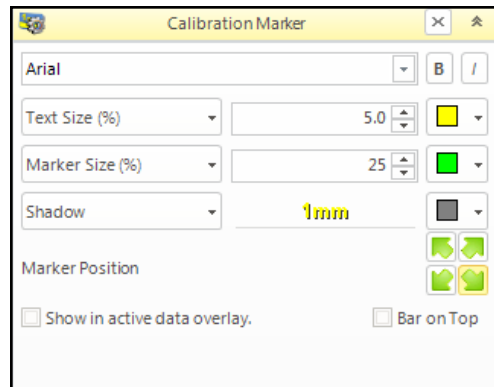 Calibration Marker
Arial B I
Text Size (%) 5.0
Marker Size (%) 25
Shadow 1mm
Marker Position
Show in active data overlay. Bar on Top